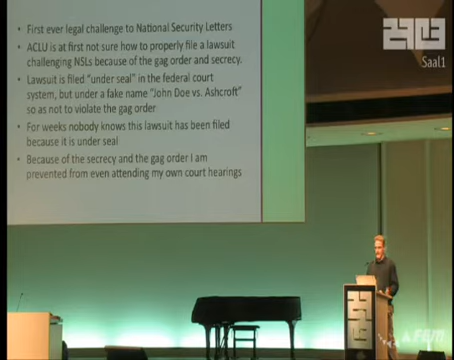 First ever legal challenge to National Security Letters
ACLU is at first not sure how to properly file a lawsuit
challenging NSLs because of the gag order and secrecy.
Lawsuit is filed "under seal" in the federal court
system, but under a fake name "John Doe vs. Ashcroft"
so as not to violate the gag order
For weeks nobody knows this lawsuit has been filed
because it is under seal
Because of the secrecy and the gag order I am
prevented from even attending my own court hearings
Saal1